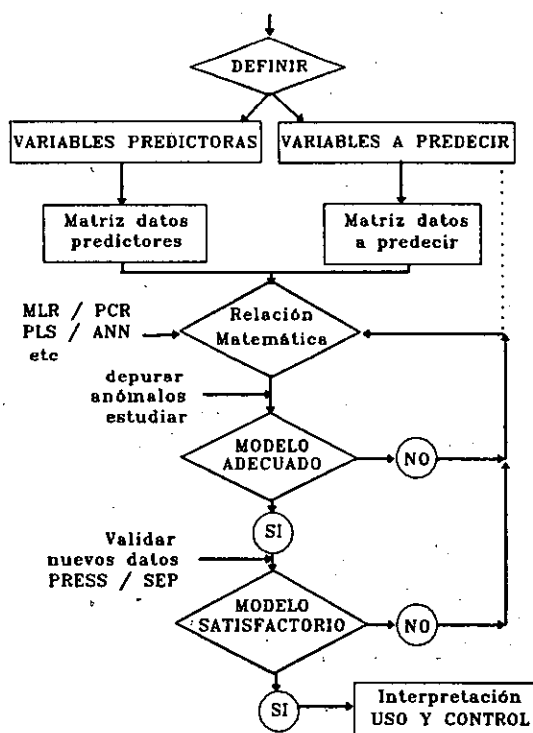 DEFINIR
VARIABLES PREDICTORAS
VARIABLES A PREDECIR
Matriz datos
predictores
Matriz datos
a predecir
MLR / PCR
PLS / ANN
etc
Relación
Matemática
depurar
anómalos
estudiar
MODELO
ADECUADO
NO
SI
Validar
nuevos datos
PRESS / SEP
MODELO
SATISFACTORIO
NO
SI
Interpretación
USO Y CONTROL